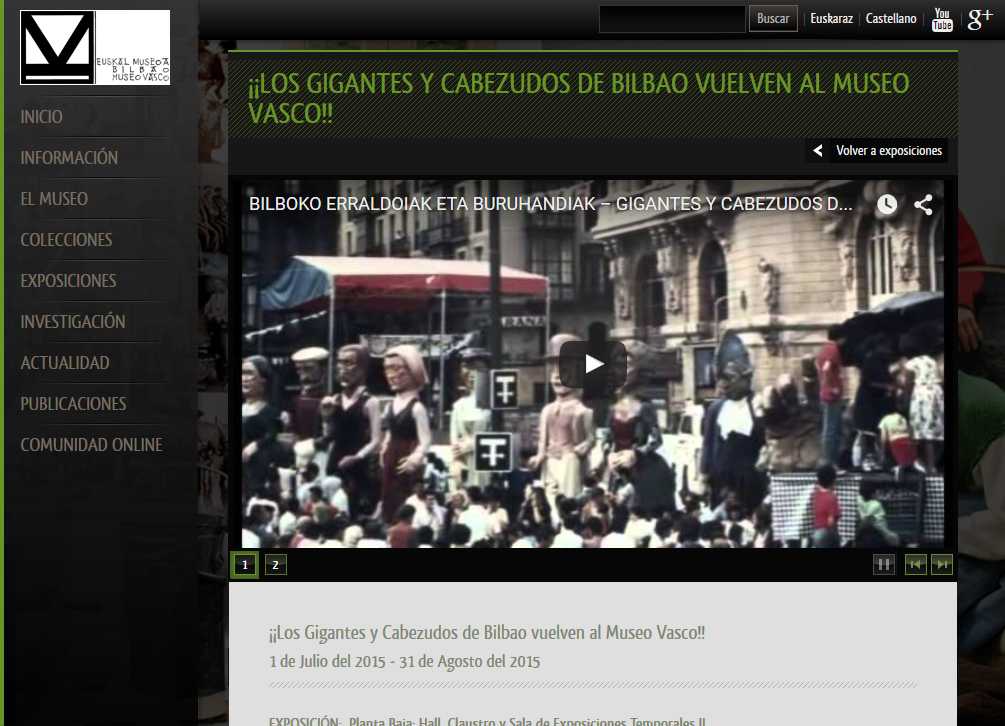 EUSKAL MUSEOA
BILBAO
MUSEO VASCO
Buscar
Euskaraz
Castellano
You
Tube
g+
INICIO
INFORMACIÓN
EL MUSEO
COLECCIONES
EXPOSICIONES
INVESTIGACIÓN
ACTUALIDAD
PUBLICACIONES
COMUNIDAD ONLINE
¡¡LOS GIGANTES Y CABEZUDOS DE BILBAO VUELVEN AL MUSEO
VASCO!!
Volver a exposiciones
BILBOKO ERRALDOIAK ETA BURUHANDIAK – GIGANTES Y CABEZUDOS D...
1 2
¡¡Los Gigantes y Cabezudos de Bilbao vuelven al Museo Vasco!!
1 de Julio del 2015 - 31 de Agosto del 2015
EXPOSICIÓN: Planta Baja: Hall, Claustro y Sala de Exposiciones Temporales II